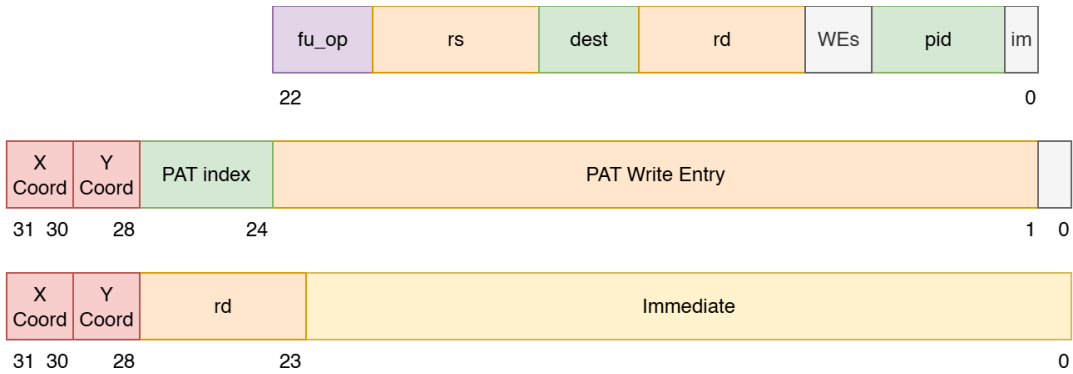 fu_op rs dest rd WEs pid im
22 0
X Coord Y Coord PAT index PAT Write Entry
31 30 28 24 1 0
X Coord Y Coord rd Immediate
31 30 28 23 0